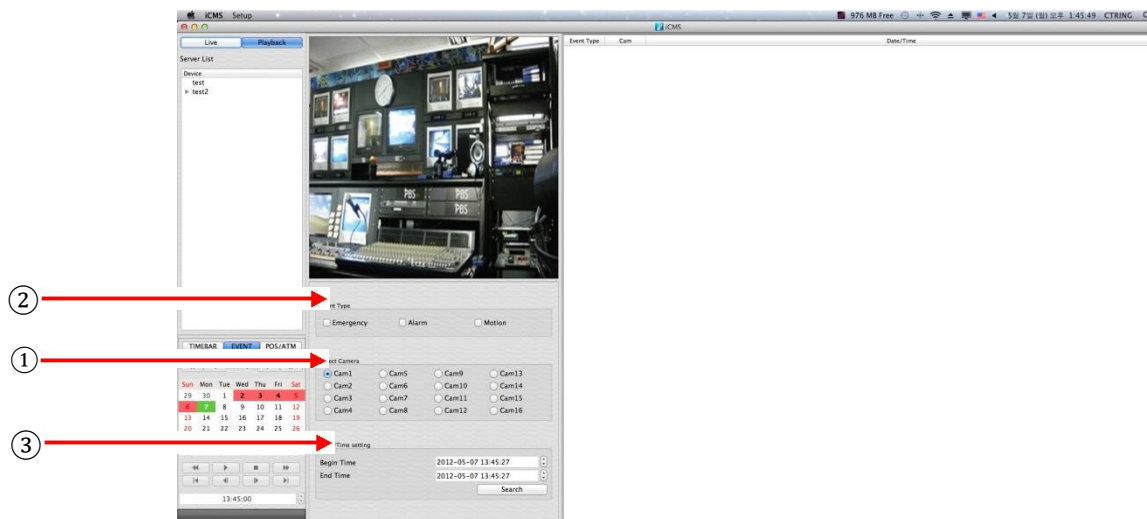 iCMS Setup
976 MB Free 5월 7일 (월) 오후 1:45:49 CTRING
iCMS
Live Playback
Server List
Device
test
test2
PBS
PBS
Event Type Cam Date/Time
②
Type
Emergency Alarm Motion
TIMEBAR EVENT POS/ATM
①
Camera
Cam1 Cam5 Cam9 Cam13
Cam2 Cam6 Cam10 Cam14
Cam3 Cam7 Cam11 Cam15
Cam4 Cam8 Cam12 Cam16
Sun Mon Tue Wed Thu Fri Sat
29 30 1 2 3 4 5
6 7 8 9 10 11 12
13 14 15 16 17 18 19
20 21 22 23 24 25 26
③
/Time setting
Begin Time 2012-05-07 13:45:27
End Time 2012-05-07 13:45:27
Search
13:45:00